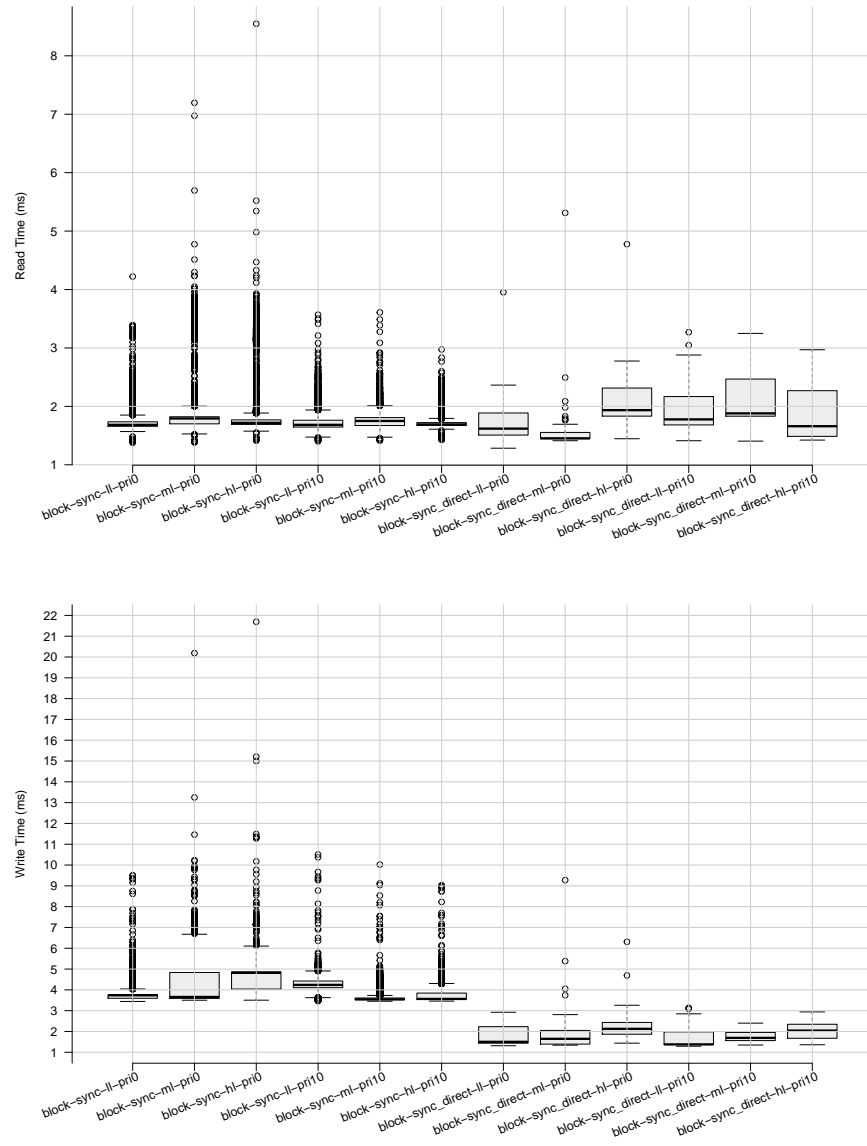 8
7
6
5
4
3
2
1
Read Time (ms)
block−sync−ll−pri0
block−sync−ml−pri0
block−sync−hl−pri0
block−sync−ll−pri10
block−sync−ml−pri10
block−sync−hl−pri10
block−sync_direct−ll−pri0
block−sync_direct−ml−pri0
block−sync_direct−hl−pri0
block−sync_direct−ll−pri10
block−sync_direct−ml−pri10
block−sync_direct−hl−pri10
22
21
20
19
18
17
16
15
14
13
12
11
10
9
8
7
6
5
4
3
2
1
Write Time (ms)
block−sync−ll−pri0
block−sync−ml−pri0
block−sync−hl−pri0
block−sync−ll−pri10
block−sync−ml−pri10
block−sync−hl−pri10
block−sync_direct−ll−pri0
block−sync_direct−ml−pri0
block−sync_direct−hl−pri0
block−sync_direct−ll−pri10
block−sync_direct−ml−pri10
block−sync_direct−hl−pri10